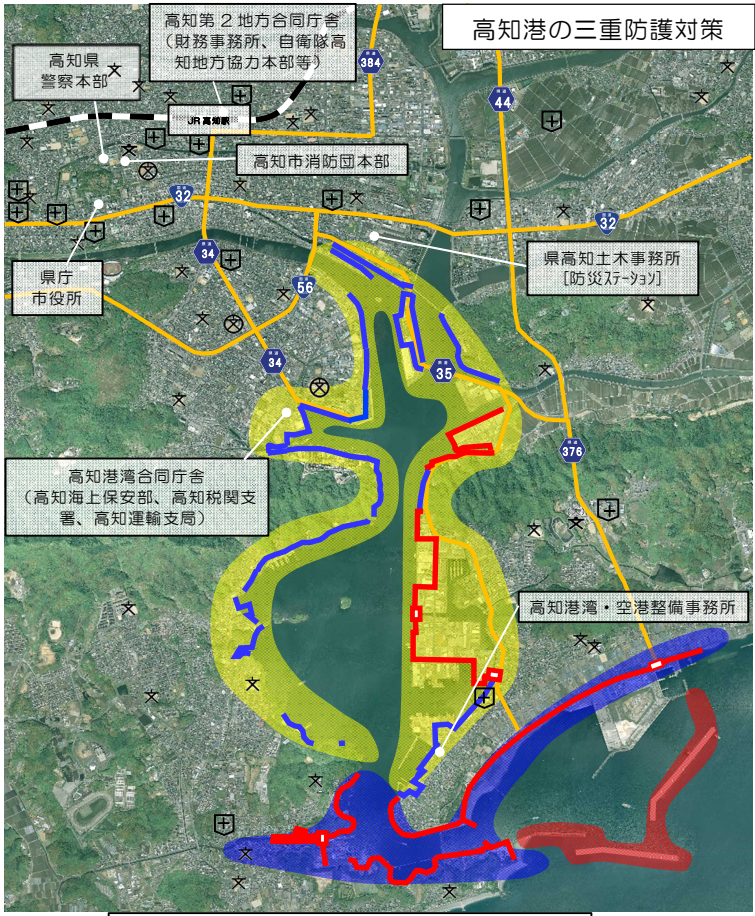 高知港の三重防護対策
高知第2地方合同庁舎
(財務事務所、自衛隊高
知地方協力本部等)
高知県
警察本部
384
44
JR 高知駅
高知市消防団本部
32
32
県庁
市役所
34
県高知土木事務所
[防災ステーション]
56
34
35
376
高知港湾合同庁舎
(高知海上保安部、高知税関支
署、高知運輸支局)
高知港湾・空港整備事務所